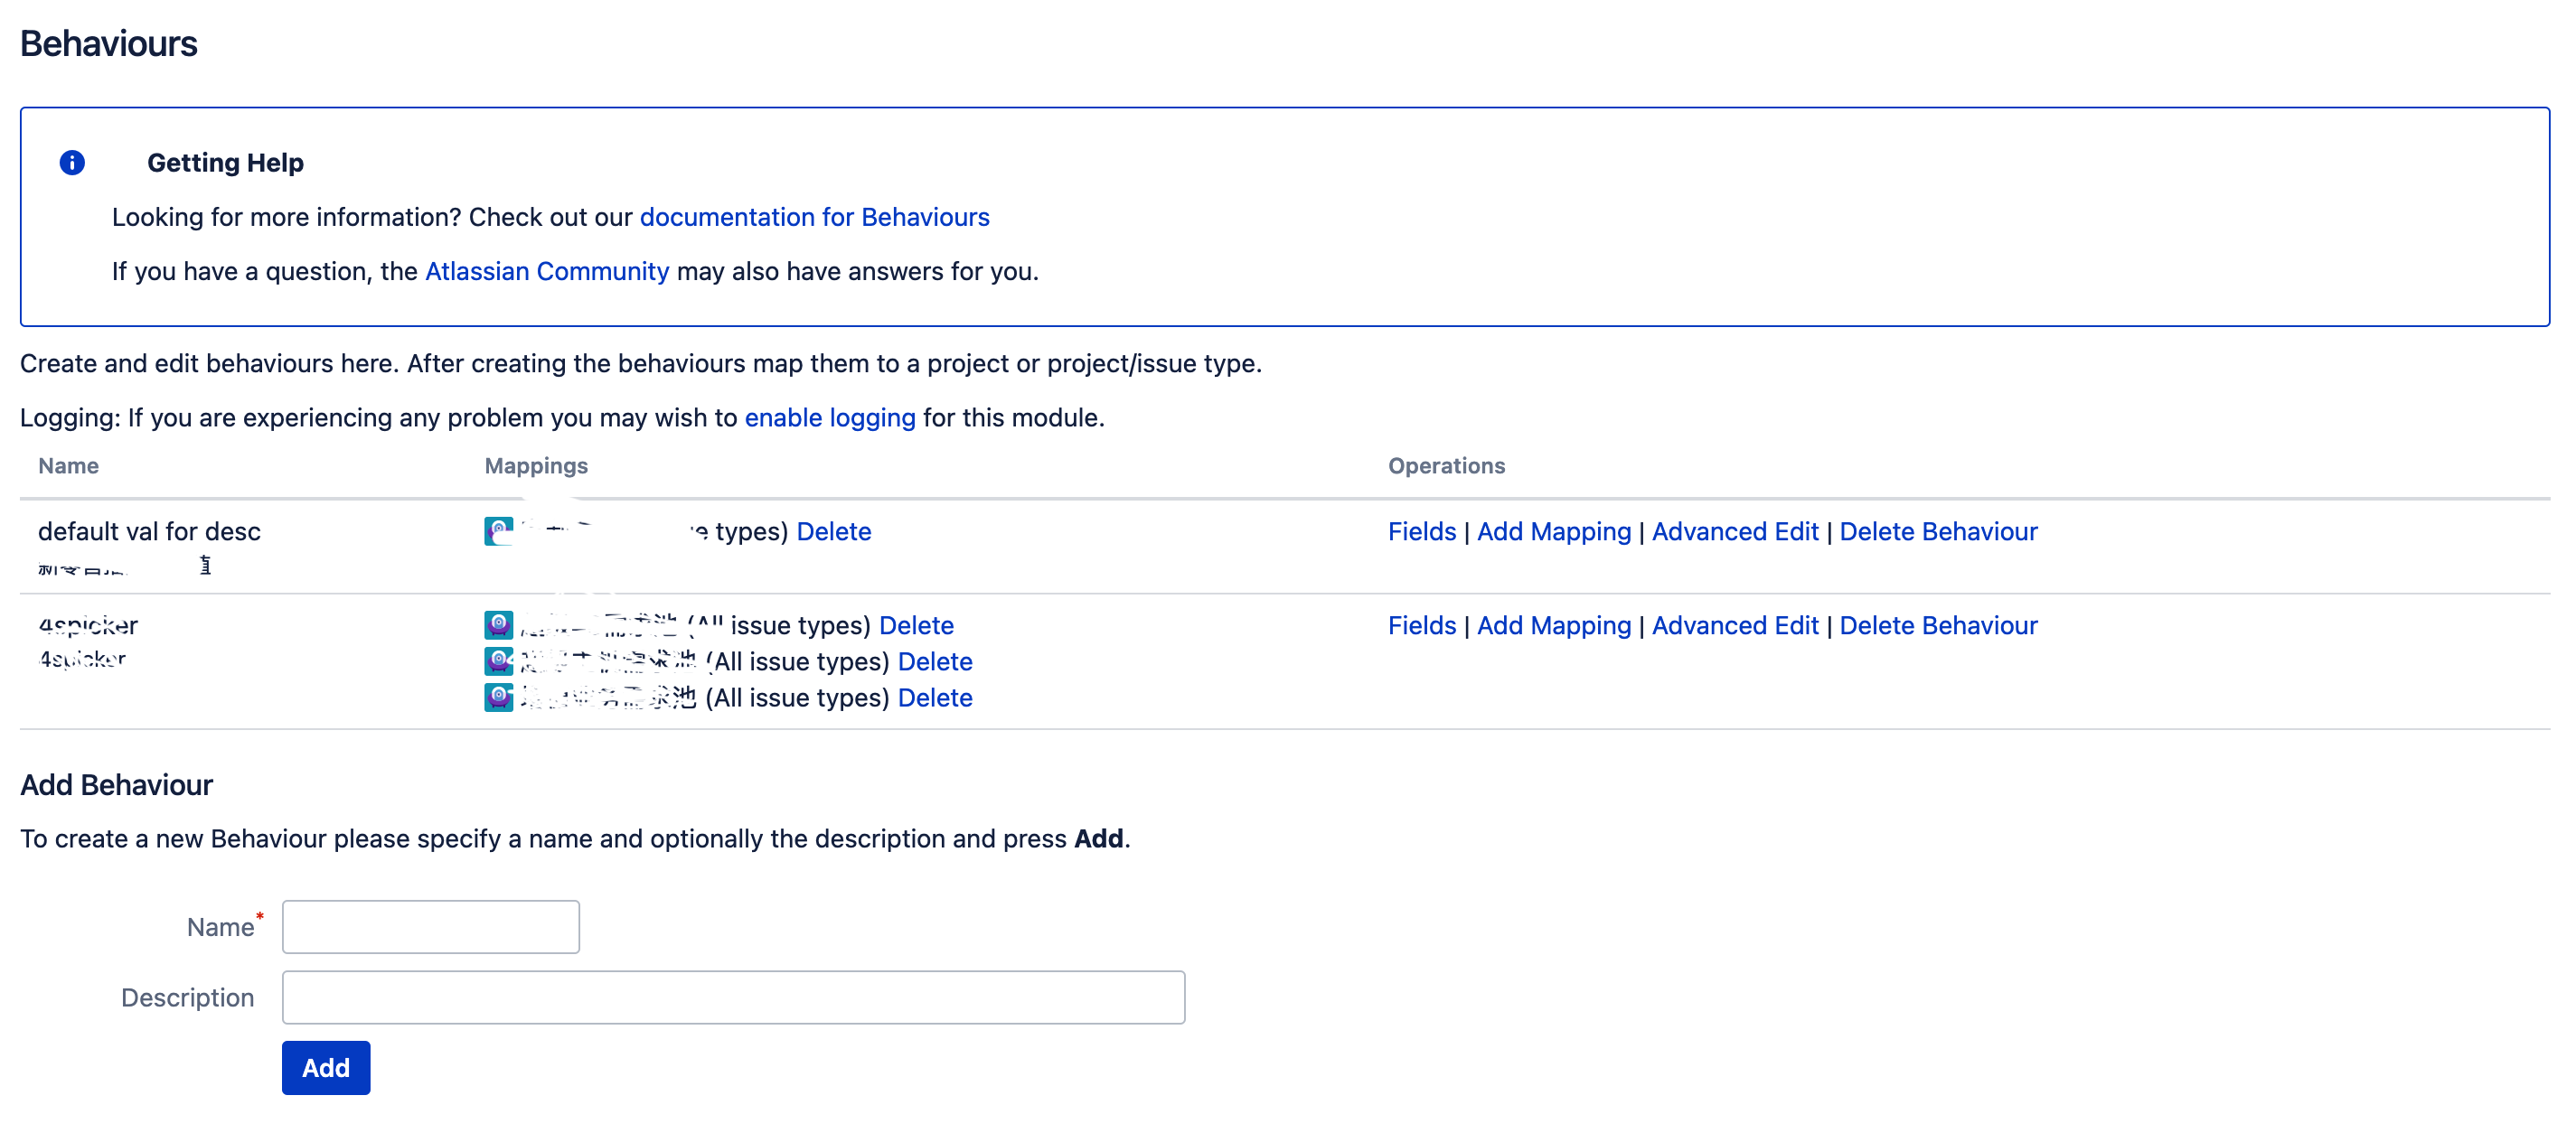 Behaviours
Getting Help
Looking for more information? Check out our documentation for Behaviours
If you have a question, the Atlassian Community may also have answers for you.
Create and edit behaviours here. After creating the behaviours map them to a project or project/issue type.
Logging: If you are experiencing any problem you may wish to enable logging for this module.
Name Mappings Operations
default val for desc types) Delete Fields | Add Mapping | Advanced Edit | Delete Behaviour
4spicker (All issue types) Delete Fields | Add Mapping | Advanced Edit | Delete Behaviour
(All issue types) Delete
(All issue types) Delete
Add Behaviour
To create a new Behaviour please specify a name and optionally the description and press Add.
Name*
Description
Add